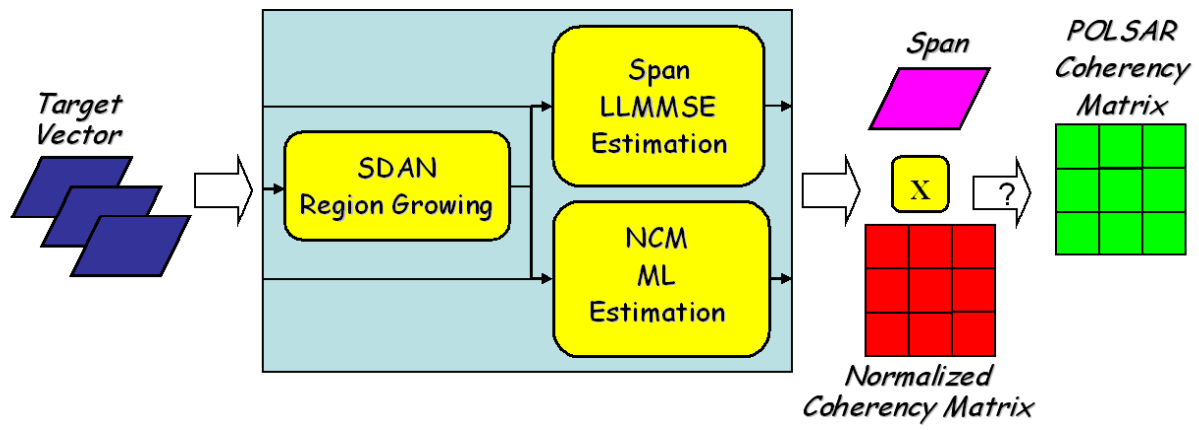 Target
Vector
SDAN
Region Growing
Span
LLMMSE
Estimation
NCM
ML
Estimation
Span
X
Normalized
Coherency Matrix
?
POLSAR
Coherency
Matrix